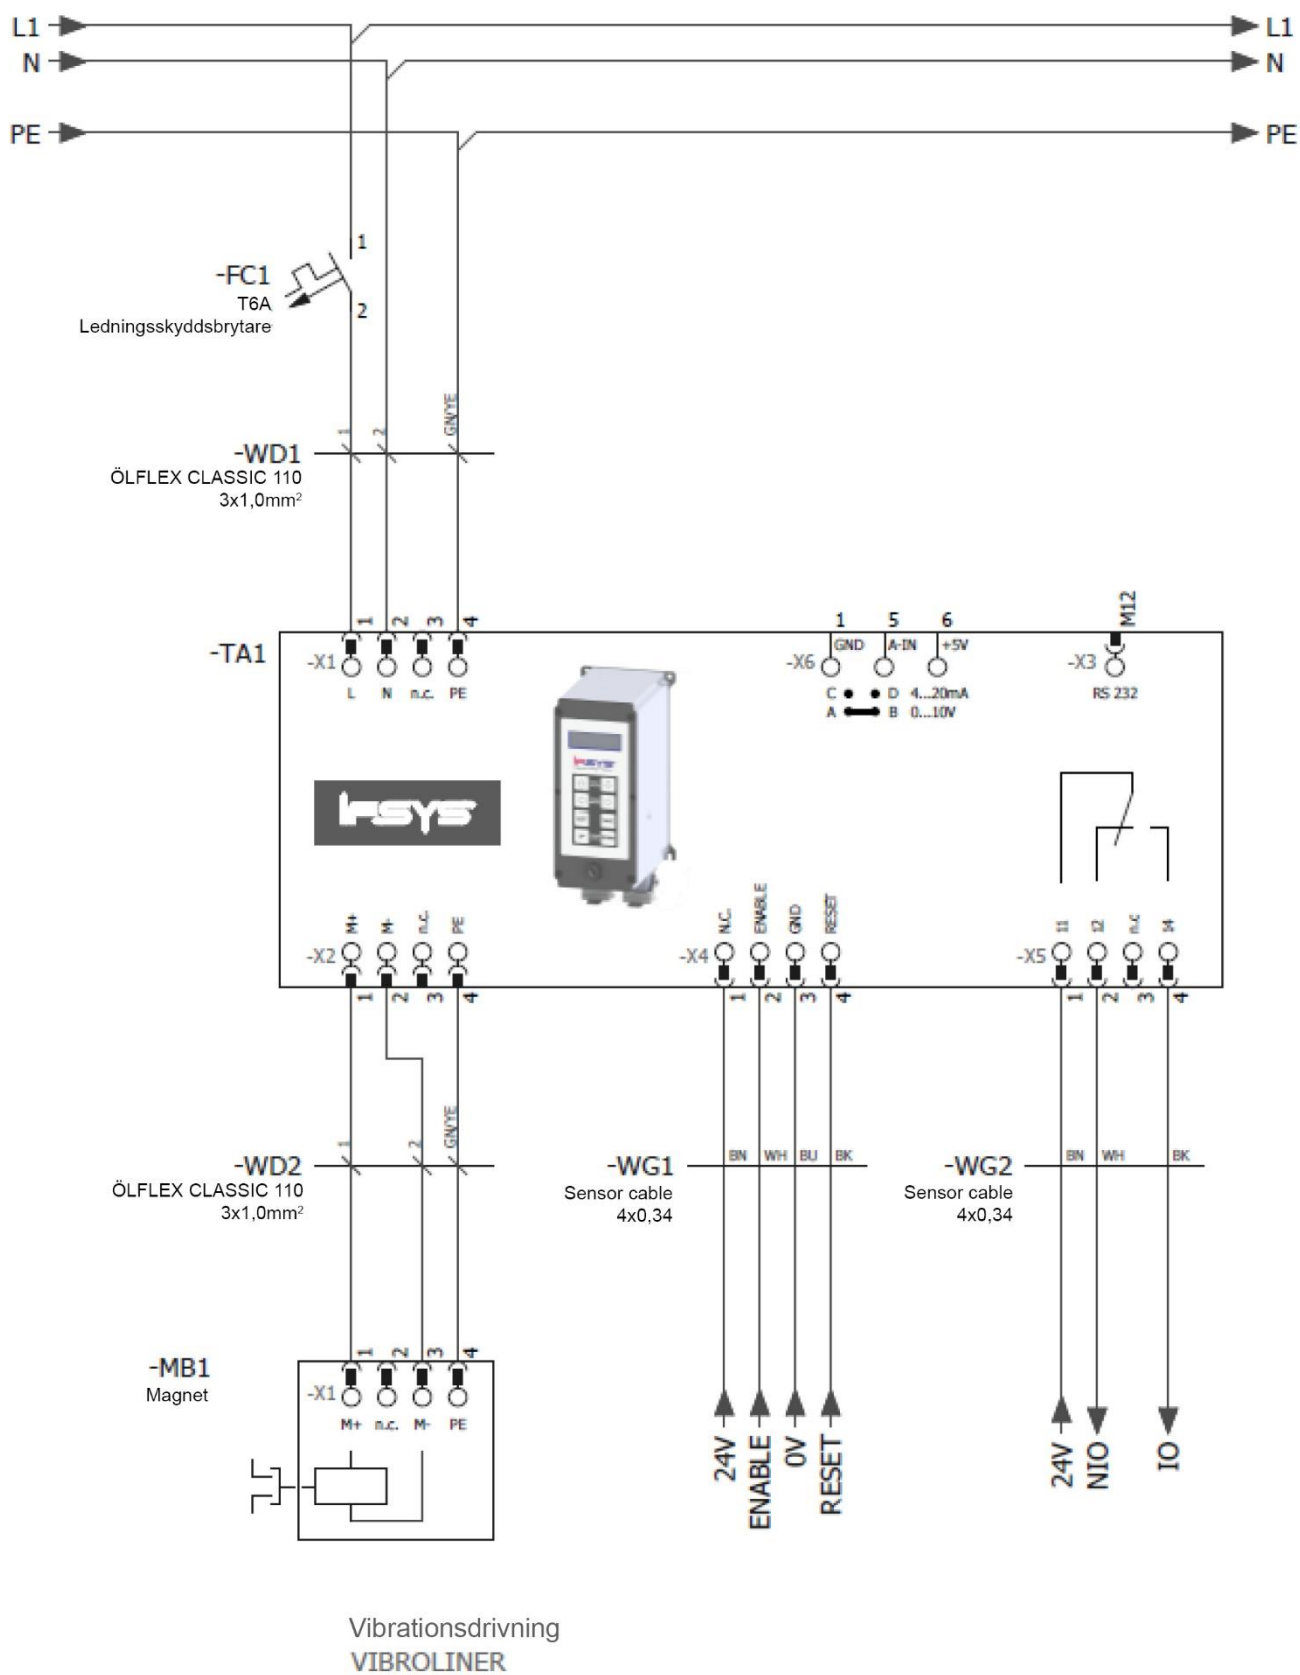 L1 L1
N N
PE PE
1
-FC1
T6A
2
Ledningsskyddsbrytare
1 2 GN/YE
-WD1
ÖLFLEX CLASSIC 110
3x1,0mm²
-TA1
1 2 3 4
-X1
L N n.c. PE
1 5 6
GND A-IN +5V
-X6
C D 4...20mA
A B 0...10V
M12
-X3
RS 232
IFSYS
IFSYS
M+ M- n.c. PE
-X2
1 2 3 4
N.C. ENABLE GND RESET
-X4
1 2 3 4
11 12 n.c 14
-X5
1 2 3 4
1 2 GN/YE
-WD2
ÖLFLEX CLASSIC 110
3x1,0mm²
BN WH BU BK
-WG1
Sensor cable
4x0,34
BN WH BK
-WG2
Sensor cable
4x0,34
-MB1
Magnet
1 2 3 4
-X1
M+ n.c. M- PE
24V ENABLE 0V RESET
24V NIO IO
Vibrationsdrivning
VIBROLINER